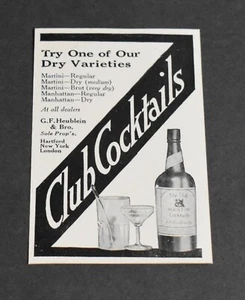 Try One of Our
Dry Varieties
Martini—Regular
Martini—Dry (medium)
Martini—Brut (very dry)
Manhattan—Regular
Manhattan—Dry
At all dealers
G.F. Heublein
& Bro.
Sole Prop's.
Hartford
New York
London
Club Cocktails